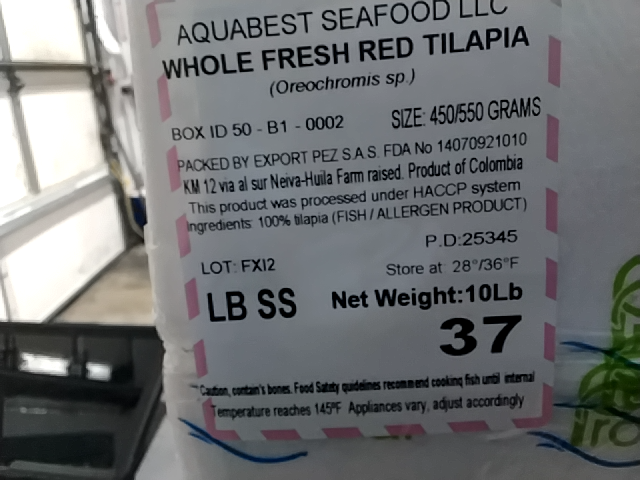 AQUABEST SEAFOOD LLC
WHOLE FRESH RED TILAPIA
(Oreochromis sp.)
BOX ID 50 - B1 - 0002 SIZE: 450/550 GRAMS
PACKED BY EXPORT PEZ S.A.S. FDA No 14070921010
KM 12 via al sur Neiva-Huila Farm raised. Product of Colombia
This product was processed under HACCP system
Ingredients: 100% tilapia (FISH / ALLERGEN PRODUCT)
P.D:25345
LOT: FXI2 Store at: 28°/36°F
LB SS Net Weight:10Lb
37
Caution, contain's bones. Food Safety guidelines recommend cooking fish until internal
Temperature reaches 145ºF Appliances vary, adjust accordingly